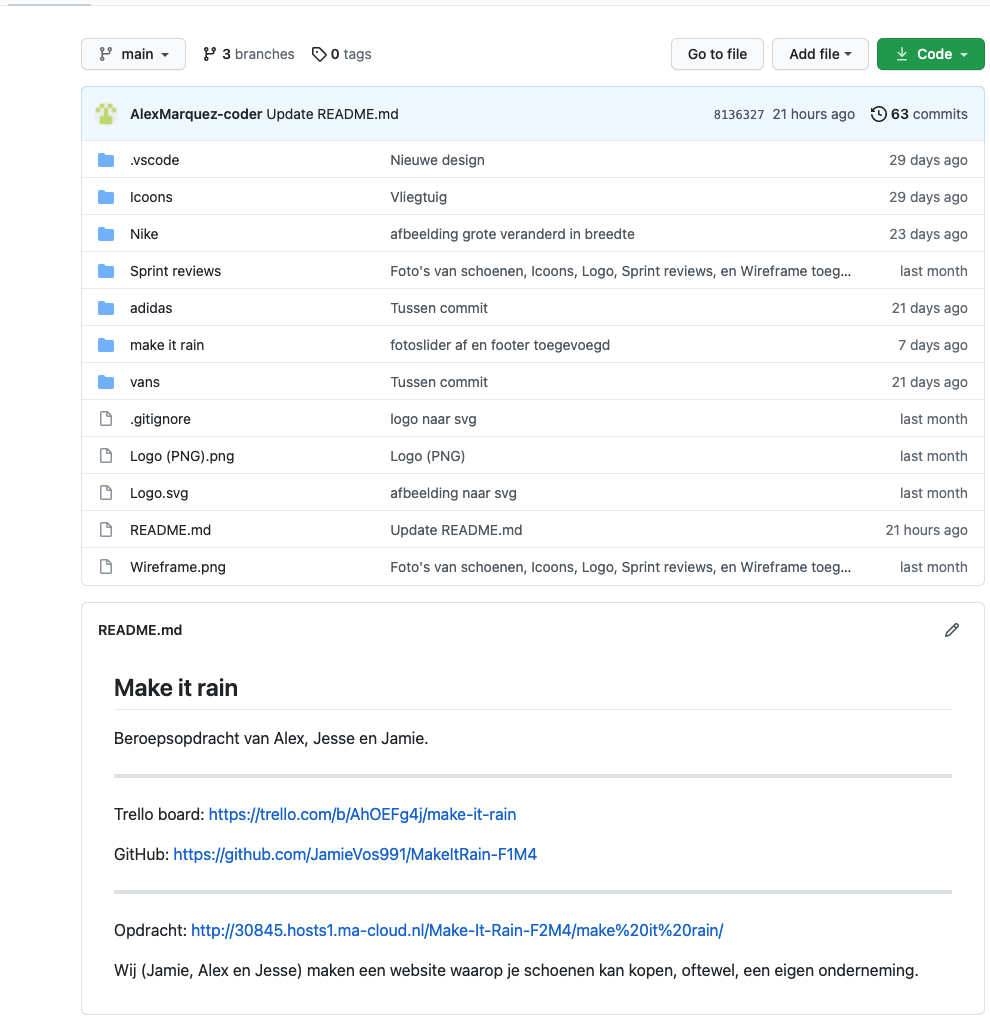 main 3 branches 0 tags Go to file Add file Code
AlexMarquez-coder Update README.md 8136327 21 hours ago 63 commits
.vscode Nieuwe design 29 days ago
Icoons Vliegtuig 29 days ago
Nike afbeelding grote veranderd in breedte 23 days ago
Sprint reviews Foto's van schoenen, Icoons, Logo, Sprint reviews, en Wireframe toeg... last month
adidas Tussen commit 21 days ago
make it rain fotoslider af en footer toegevoegd 7 days ago
vans Tussen commit 21 days ago
.gitignore logo naar svg last month
Logo (PNG).png Logo (PNG) last month
Logo.svg afbeelding naar svg last month
README.md Update README.md 21 hours ago
Wireframe.png Foto's van schoenen, Icoons, Logo, Sprint reviews, en Wireframe toeg... last month
README.md
Make it rain
Beroepsopdracht van Alex, Jesse en Jamie.
Trello board: https://trello.com/b/AhOEFg4j/make-it-rain
GitHub: https://github.com/JamieVos991/MakeItRain-F1M4
Opdracht: http://30845.hosts1.ma-cloud.nl/Make-It-Rain-F2M4/make%20it%20rain/
Wij (Jamie, Alex en Jesse) maken een website waarop je schoenen kan kopen, oftewel, een eigen onderneming.